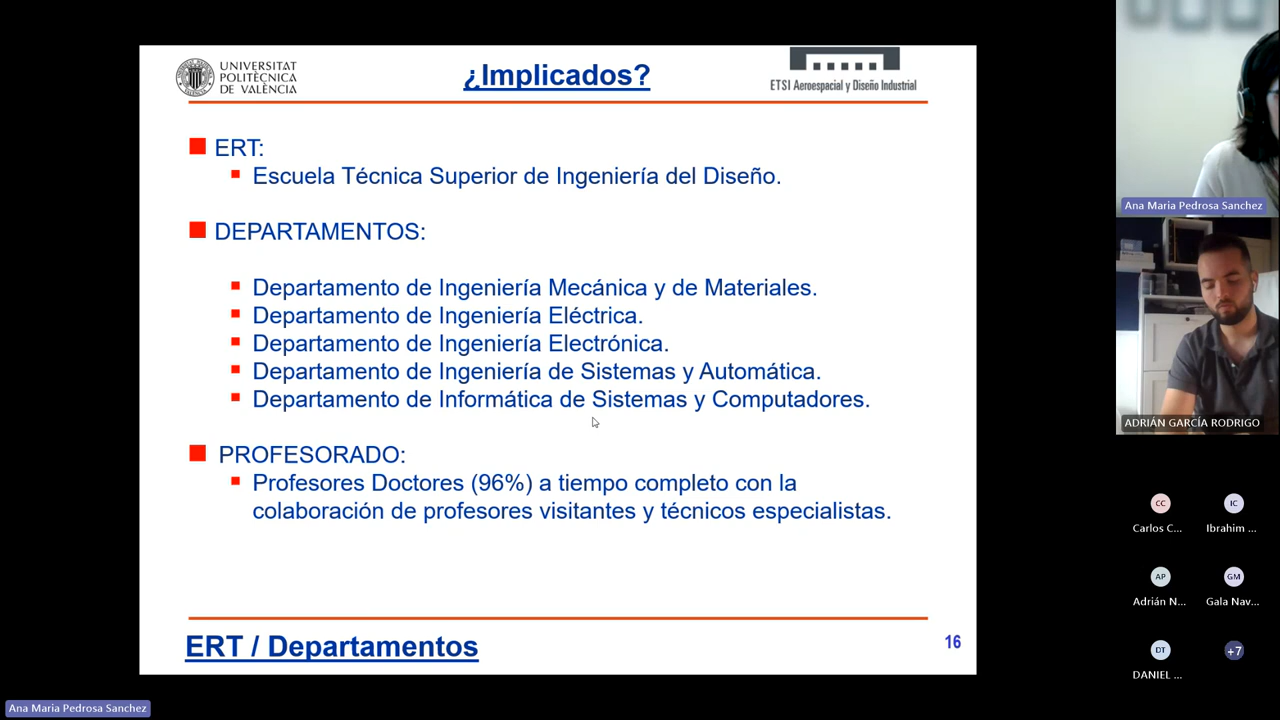 UNIVERSITAT
POLITÈCNICA
DE VALÈNCIA
¿Implicados?
ETSI Aeroespacial y Diseño Industrial
ERT:
Escuela Técnica Superior de Ingeniería del Diseño.
DEPARTAMENTOS:
Departamento de Ingeniería Mecánica y de Materiales.
Departamento de Ingeniería Eléctrica.
Departamento de Ingeniería Electrónica.
Departamento de Ingeniería de Sistemas y Automática.
Departamento de Informática de Sistemas y Computadores.
PROFESORADO:
Profesores Doctores (96%) a tiempo completo con la
colaboración de profesores visitantes y técnicos especialistas.
ERT / Departamentos
16
Ana Maria Pedrosa Sanchez
Ana Maria Pedrosa Sanchez
ADRIÁN GARCÍA RODRIGO
CC
IC
Carlos C...
Ibrahim ...
AP
GM
Adrián N...
Gala Nav...
DT
+7
DANIEL ...